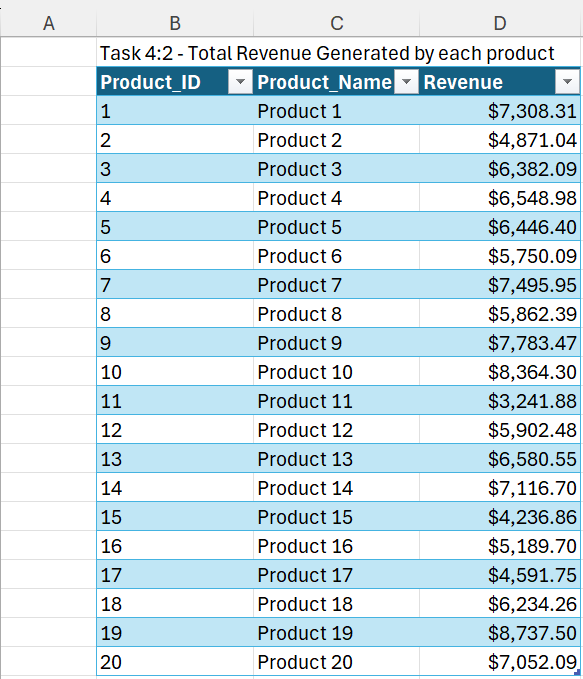 A B C D
Task 4:2 - Total Revenue Generated by each product
Product_ID Product_Name Revenue
1 Product 1 $7,308.31
2 Product 2 $4,871.04
3 Product 3 $6,382.09
4 Product 4 $6,548.98
5 Product 5 $6,446.40
6 Product 6 $5,750.09
7 Product 7 $7,495.95
8 Product 8 $5,862.39
9 Product 9 $7,783.47
10 Product 10 $8,364.30
11 Product 11 $3,241.88
12 Product 12 $5,902.48
13 Product 13 $6,580.55
14 Product 14 $7,116.70
15 Product 15 $4,236.86
16 Product 16 $5,189.70
17 Product 17 $4,591.75
18 Product 18 $6,234.26
19 Product 19 $8,737.50
20 Product 20 $7,052.09